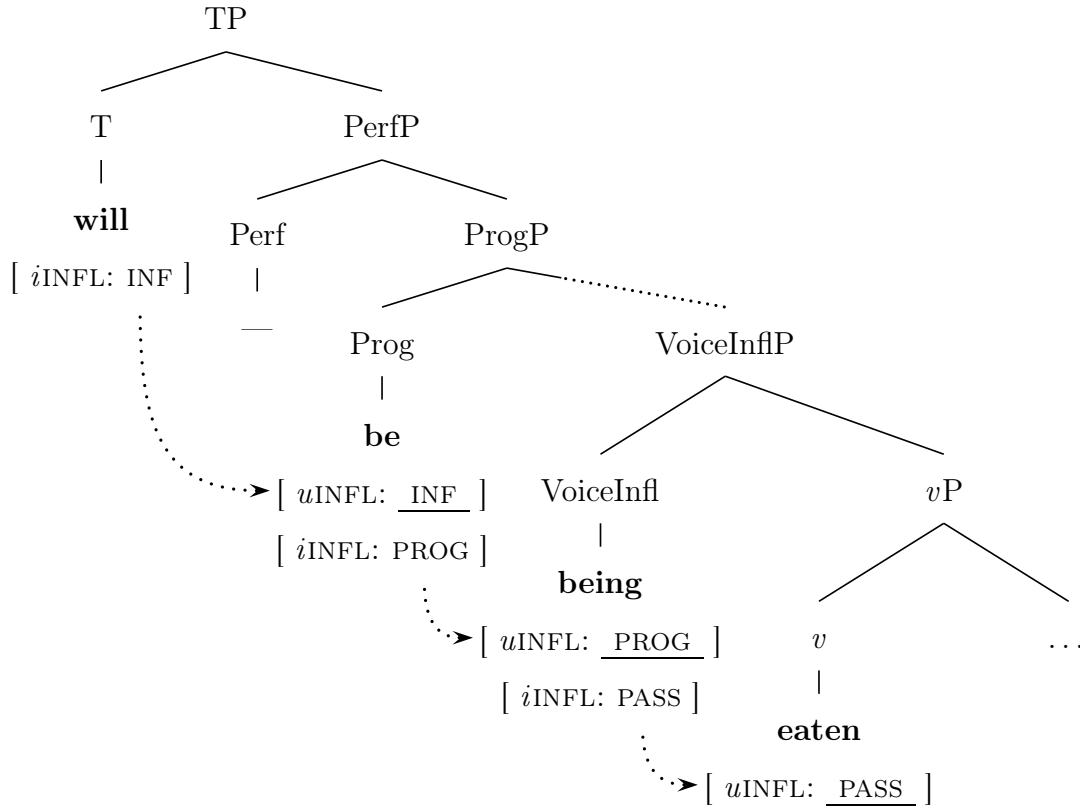 TP
T PerfP
will
Perf ProgP
[ iINFL: INF ]
—
Prog VoiceInflP
be
[ uINFL: INF ] VoiceInfl vP
[ iINFL: PROG ]
being
[ uINFL: PROG ] v ...
[ iINFL: PASS ]
eaten
[ uINFL: PASS ]